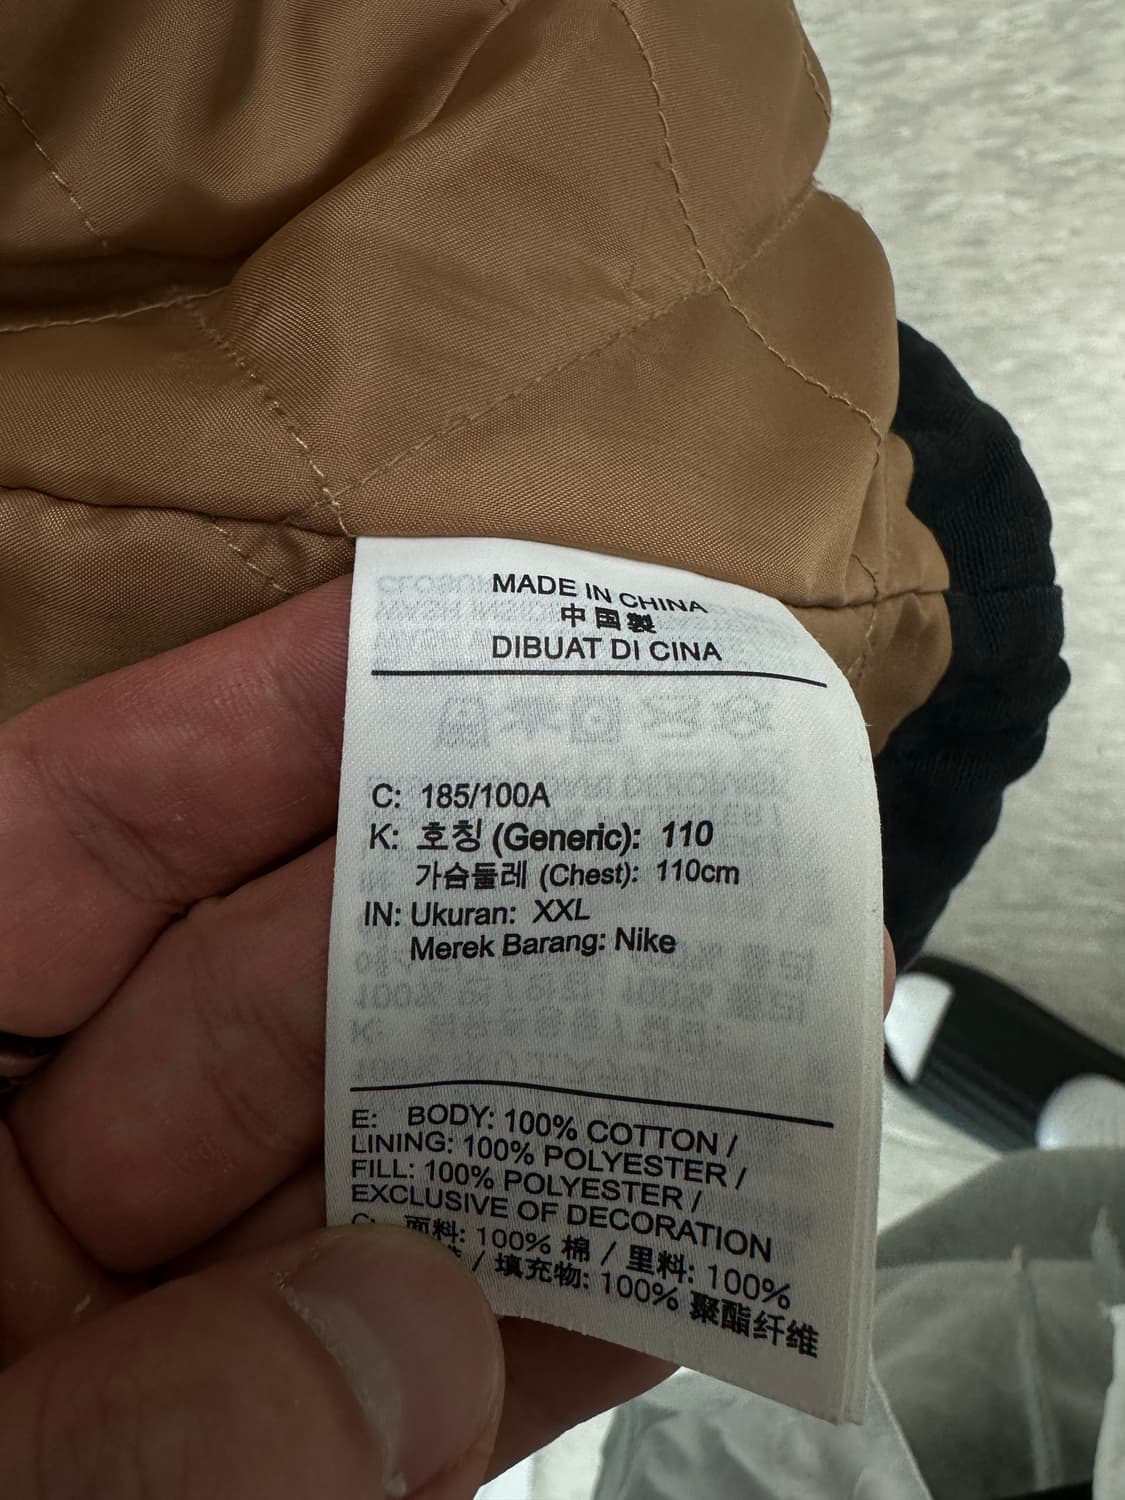 MADE IN CHINA
中国製
DIBUAT DI CINA
C: 185/100A
K: 호칭 (Generic): 110
가슴둘레 (Chest): 110cm
IN: Ukuran: XXL
Merek Barang: Nike
E: BODY: 100% COTTON /
LINING: 100% POLYESTER /
FILL: 100% POLYESTER /
EXCLUSIVE OF DECORATION
C: 面料: 100% 棉 / 里料: 100%
/ 填充物: 100% 聚酯纤维